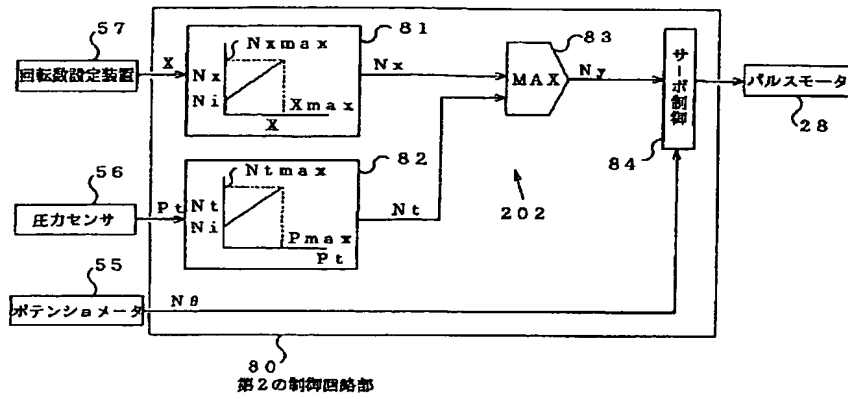 57
回転数設定装置
X
81
Nxmax
Nx
Ni
Xmax
X
Nx
83
MAX
Ny
サーボ制御
84
パルスモータ
28
56
圧力センサ
Pt
82
Ntmax
Nt
Ni
Pmax
Pt
Nt
202
55
ポテンショメータ
Nθ
80
第2の制御回路部